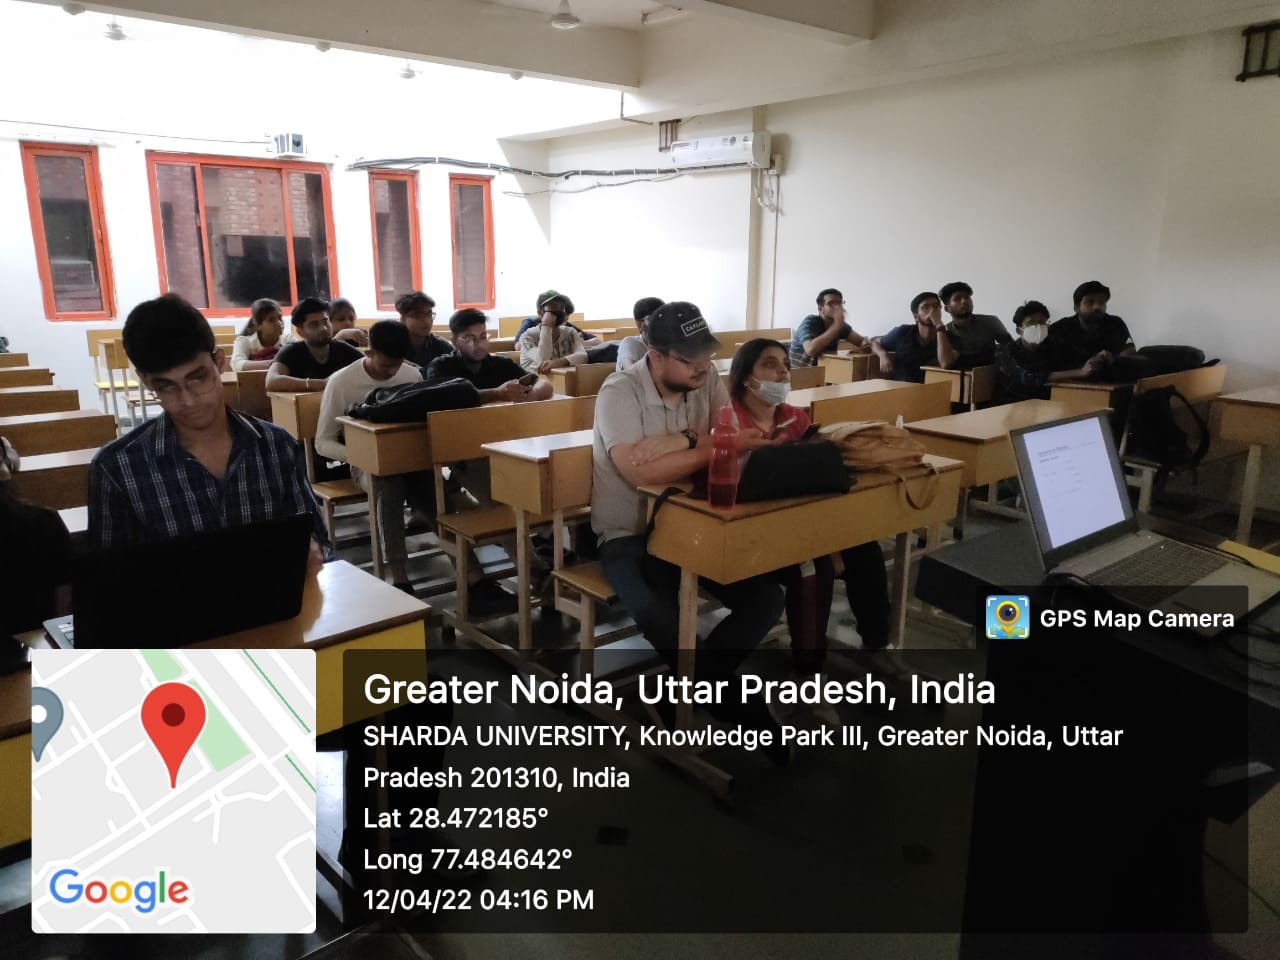 GPS Map Camera
Greater Noida, Uttar Pradesh, India
SHARDA UNIVERSITY, Knowledge Park III, Greater Noida, Uttar
Pradesh 201310, India
Lat 28.472185°
Long 77.484642°
12/04/22 04:16 PM
Google